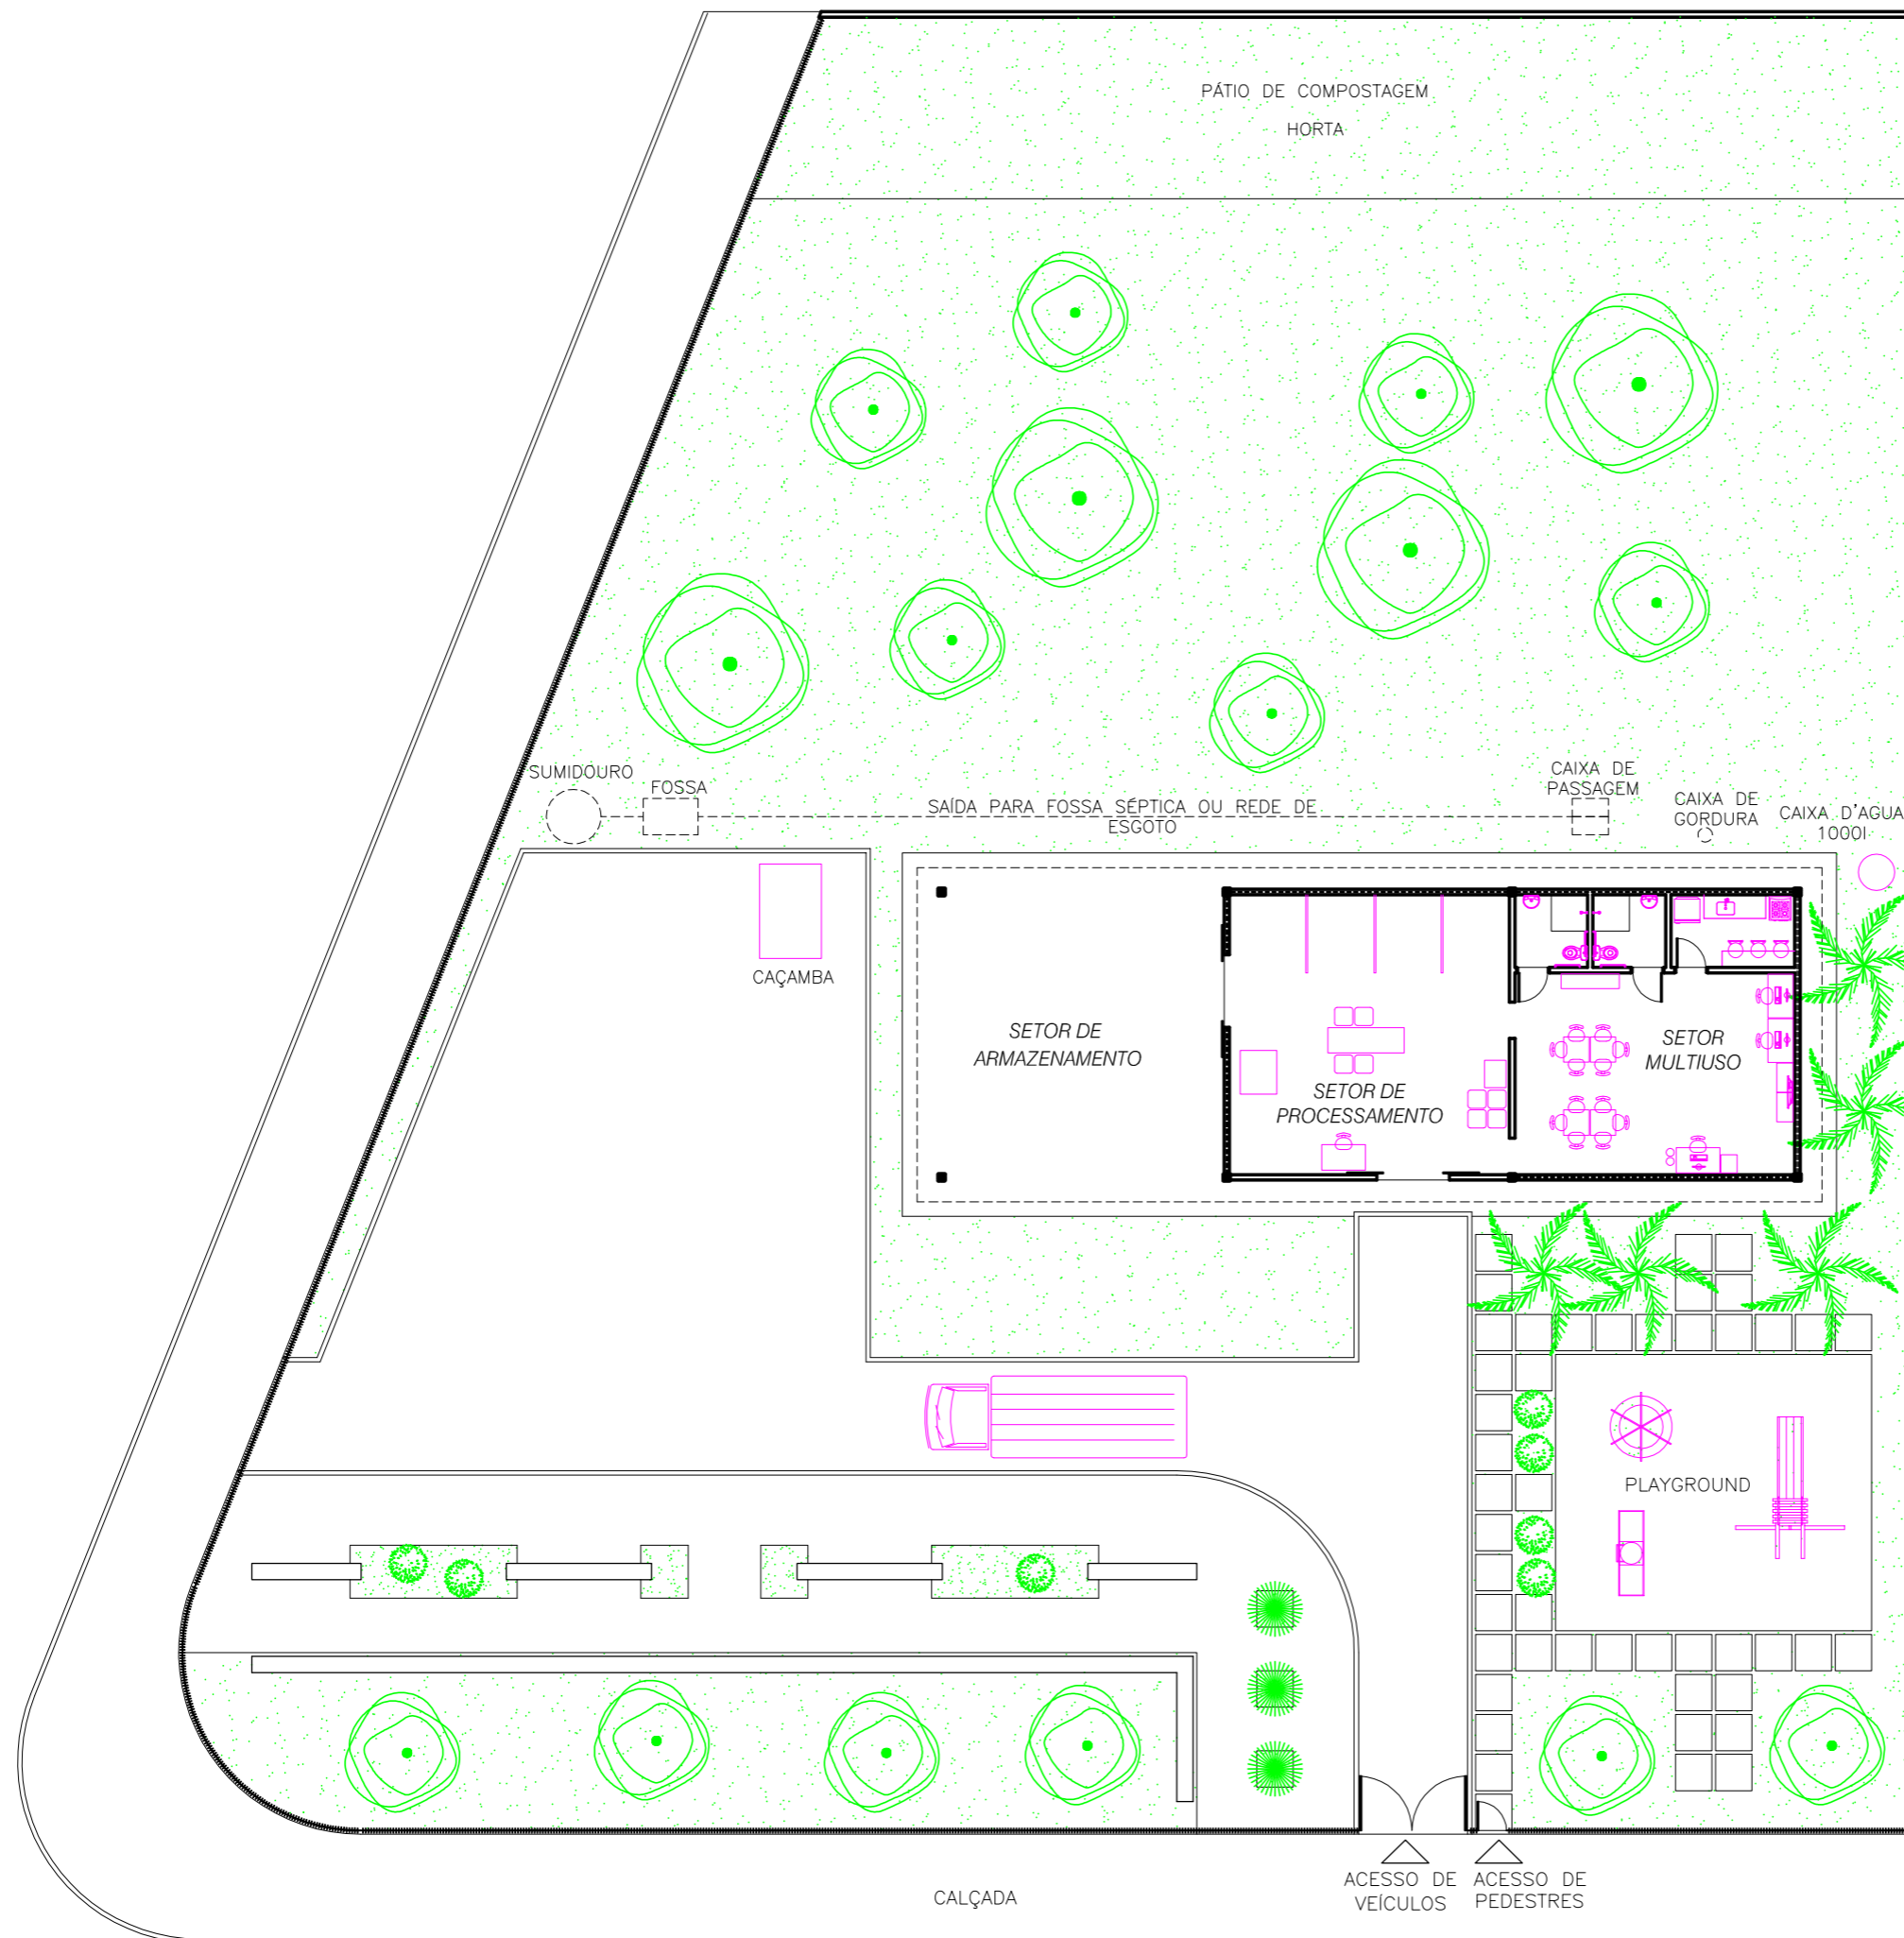 PÁTIO DE COMPOSTAGEM
HORTA
SUMIDOURO
FOSSA
SAÍDA PARA FOSSA SÉPTICA OU REDE DE
ESGOTO
CAIXA DE
PASSAGEM
CAIXA DE
GORDURA
CAIXA D'AGUA
1000l
CAÇAMBA
SETOR DE
ARMAZENAMENTO
SETOR DE
PROCESSAMENTO
SETOR
MULTIUSO
PLAYGROUND
ACESSO DE
VEÍCULOS
ACESSO DE
PEDESTRES
CALÇADA